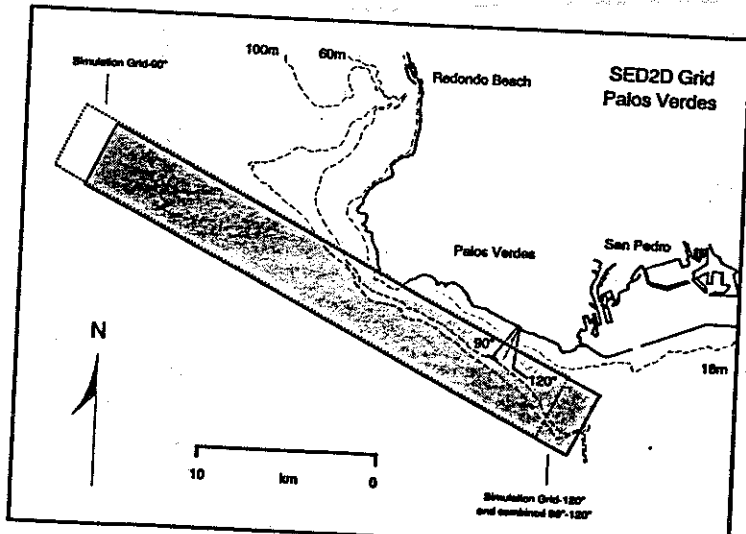 100m
60m
Simulation Grid-90"
Redondo Beach
SED2D Grid
Palos Verdes
Palos Verdes
San Pedro
N
90"
120"
18m
10
km
0
Simulation Grid-120"
and combined 90"-120"